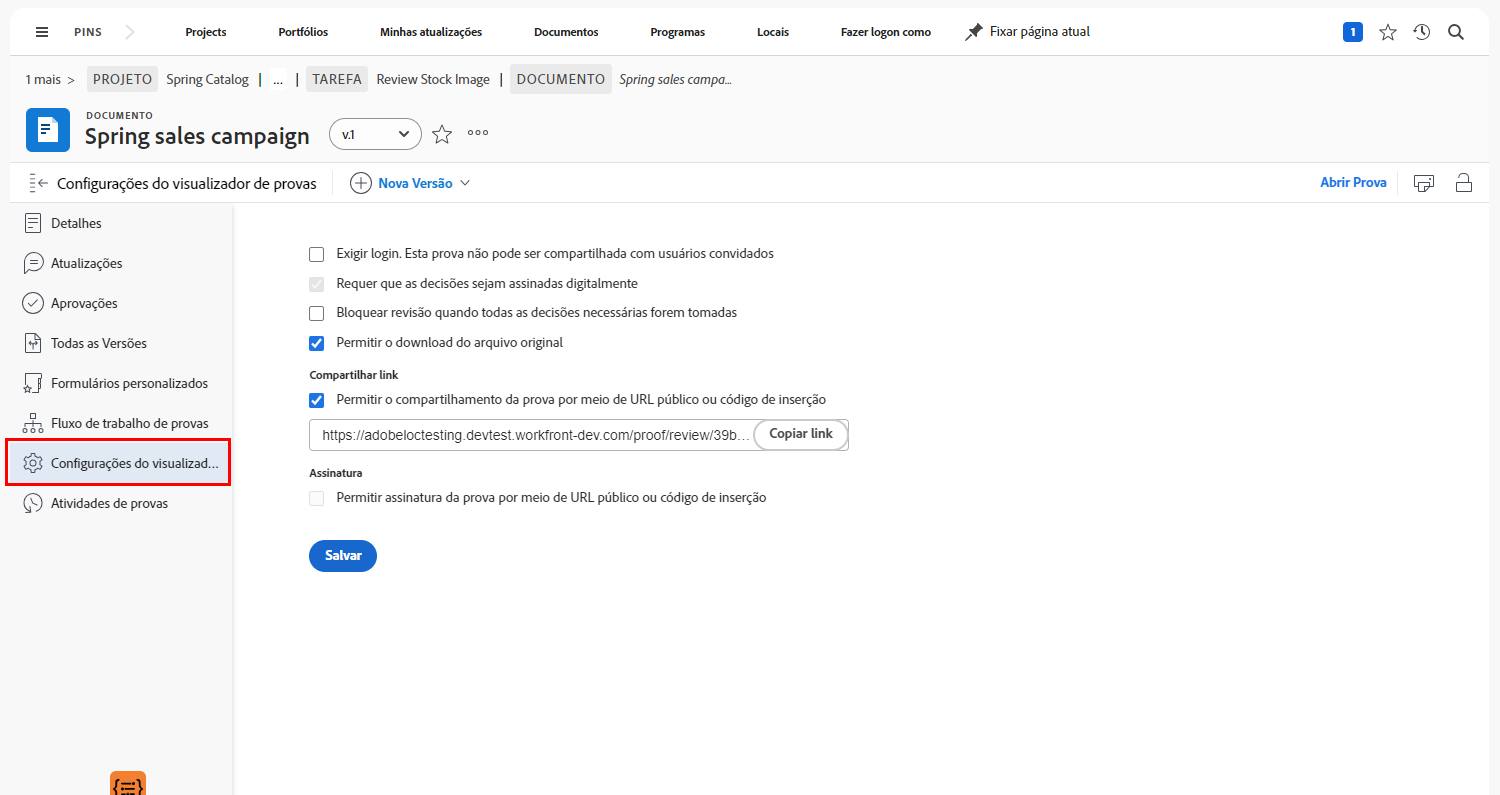 PINS Projects Portfólios Minhas atualizações Documentos Programas Locais Fazer logon como Fixar página atual 1
1 mais > PROJETO Spring Catalog | ... | TAREFA Review Stock Image | DOCUMENTO Spring sales campa...
DOCUMENTO
Spring sales campaign v.1
Configurações do visualizador de provas Nova Versão Abrir Prova
Detalhes
Atualizações
Aprovações
Todas as Versões
Formulários personalizados
Fluxo de trabalho de provas
Configurações do visualizad...
Atividades de provas
Exigir login. Esta prova não pode ser compartilhada com usuários convidados
Requer que as decisões sejam assinadas digitalmente
Bloquear revisão quando todas as decisões necessárias forem tomadas
Permitir o download do arquivo original
Compartilhar link
Permitir o compartilhamento da prova por meio de URL público ou código de inserção
https://adobeloctesting.devtest.workfront-dev.com/proof/review/39b... Copiar link
Assinatura
Permitir assinatura da prova por meio de URL público ou código de inserção
Salvar